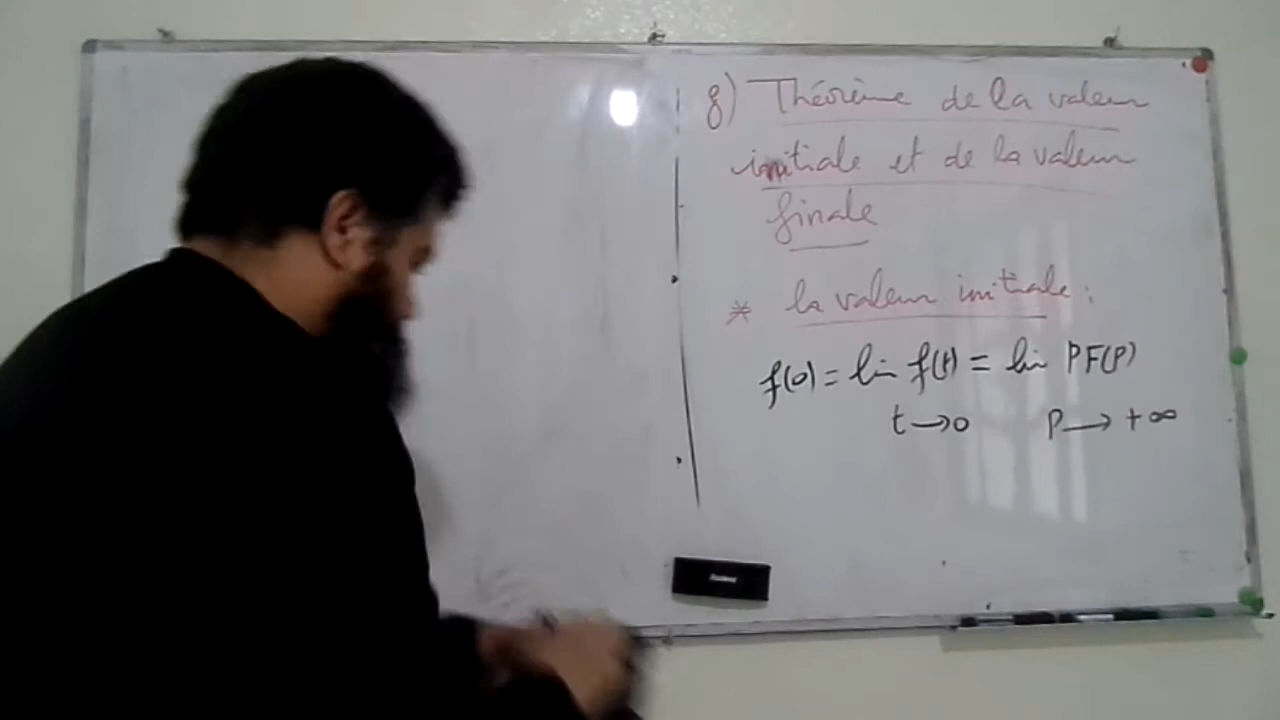 8) Théorème de la valeur
initiale et de la valeur
finale
* la valeur initiale :
f(0) = lim f(t) = lim PF(P)
t → 0 P → + ∞